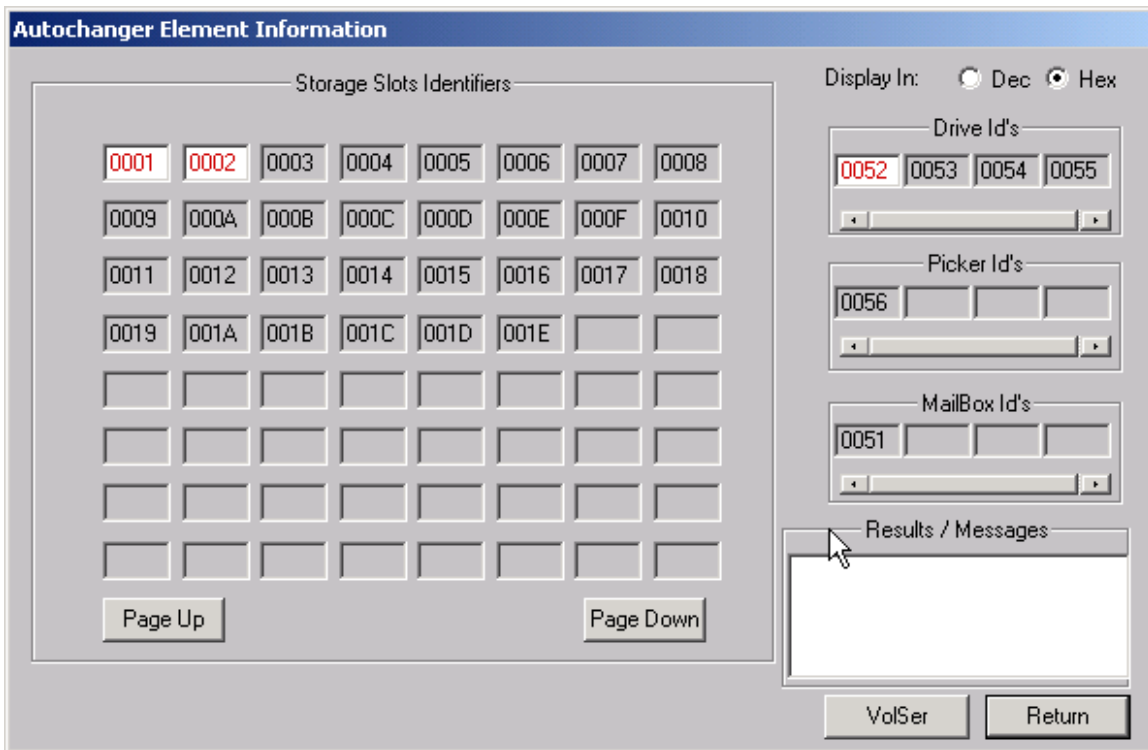 Autochanger Element Information
Storage Slots Identifiers
0001 0002 0003 0004 0005 0006 0007 0008
0009 000A 000B 000C 000D 000E 000F 0010
0011 0012 0013 0014 0015 0016 0017 0018
0019 001A 001B 001C 001D 001E
Page Up Page Down
Display In: Dec Hex
Drive Id's
0052 0053 0054 0055
Picker Id's
0056
MailBox Id's
0051
Results / Messages
VolSer Return